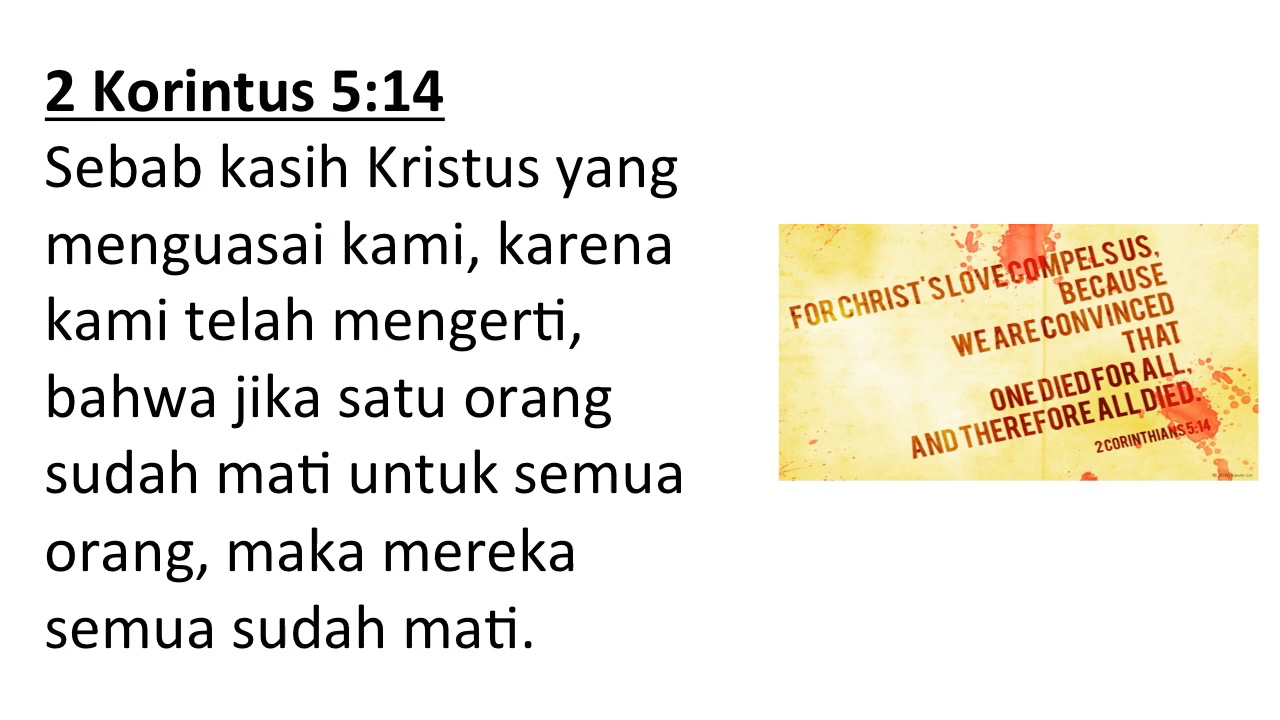 2 Korintus 5:14
Sebab kasih Kristus yang
menguasai kami, karena
kami telah mengerti,
bahwa jika satu orang
sudah mati untuk semua
orang, maka mereka
semua sudah mati.
FOR CHRIST'S LOVE COMPELS US,
BECAUSE
WE ARE CONVINCED
THAT
ONE DIED FOR ALL,
AND THEREFORE ALL DIED.
2 CORINTHIANS 5:14